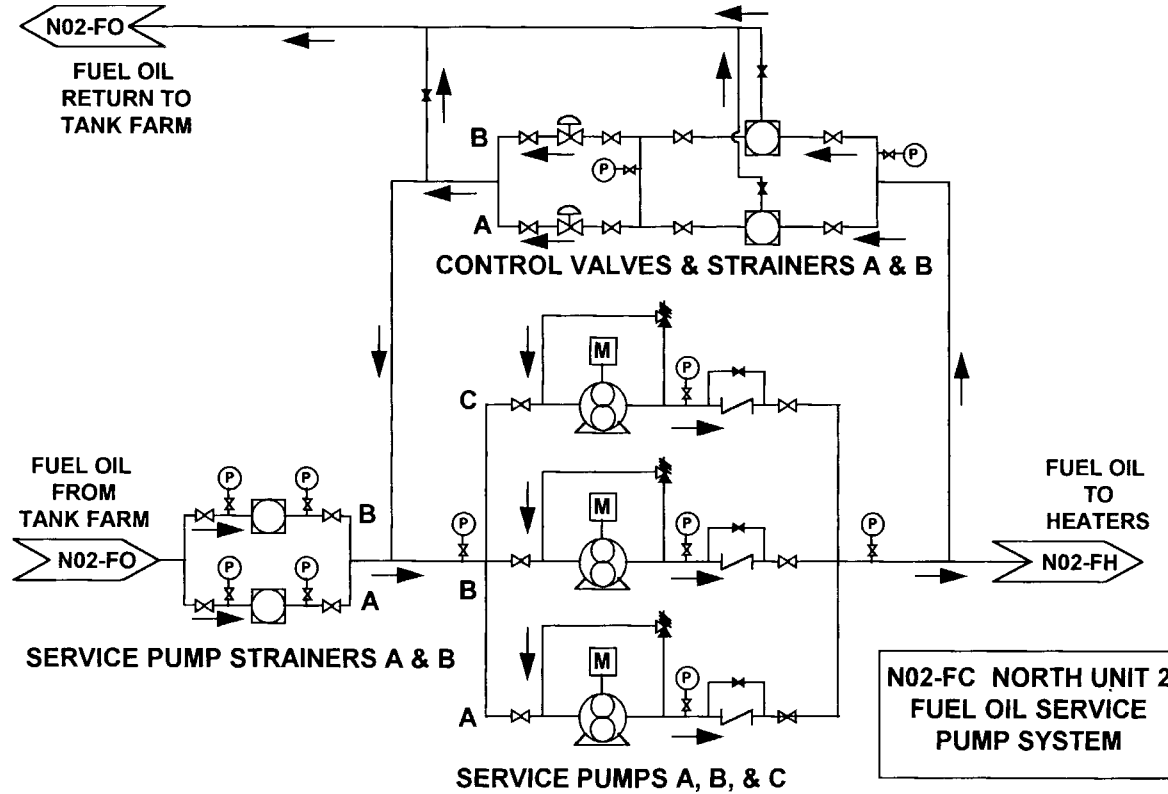 N02-FO
FUEL OIL
RETURN TO
TANK FARM
B
P
P
A
CONTROL VALVES & STRAINERS A & B
M
P
C
FUEL OIL
FROM
TANK FARM
N02-FO
P
P
B
P
P
A
SERVICE PUMP STRAINERS A & B
P
M
P
B
P
FUEL OIL
TO
HEATERS
N02-FH
M
P
A
SERVICE PUMPS A, B, & C
N02-FC NORTH UNIT 2
FUEL OIL SERVICE
PUMP SYSTEM